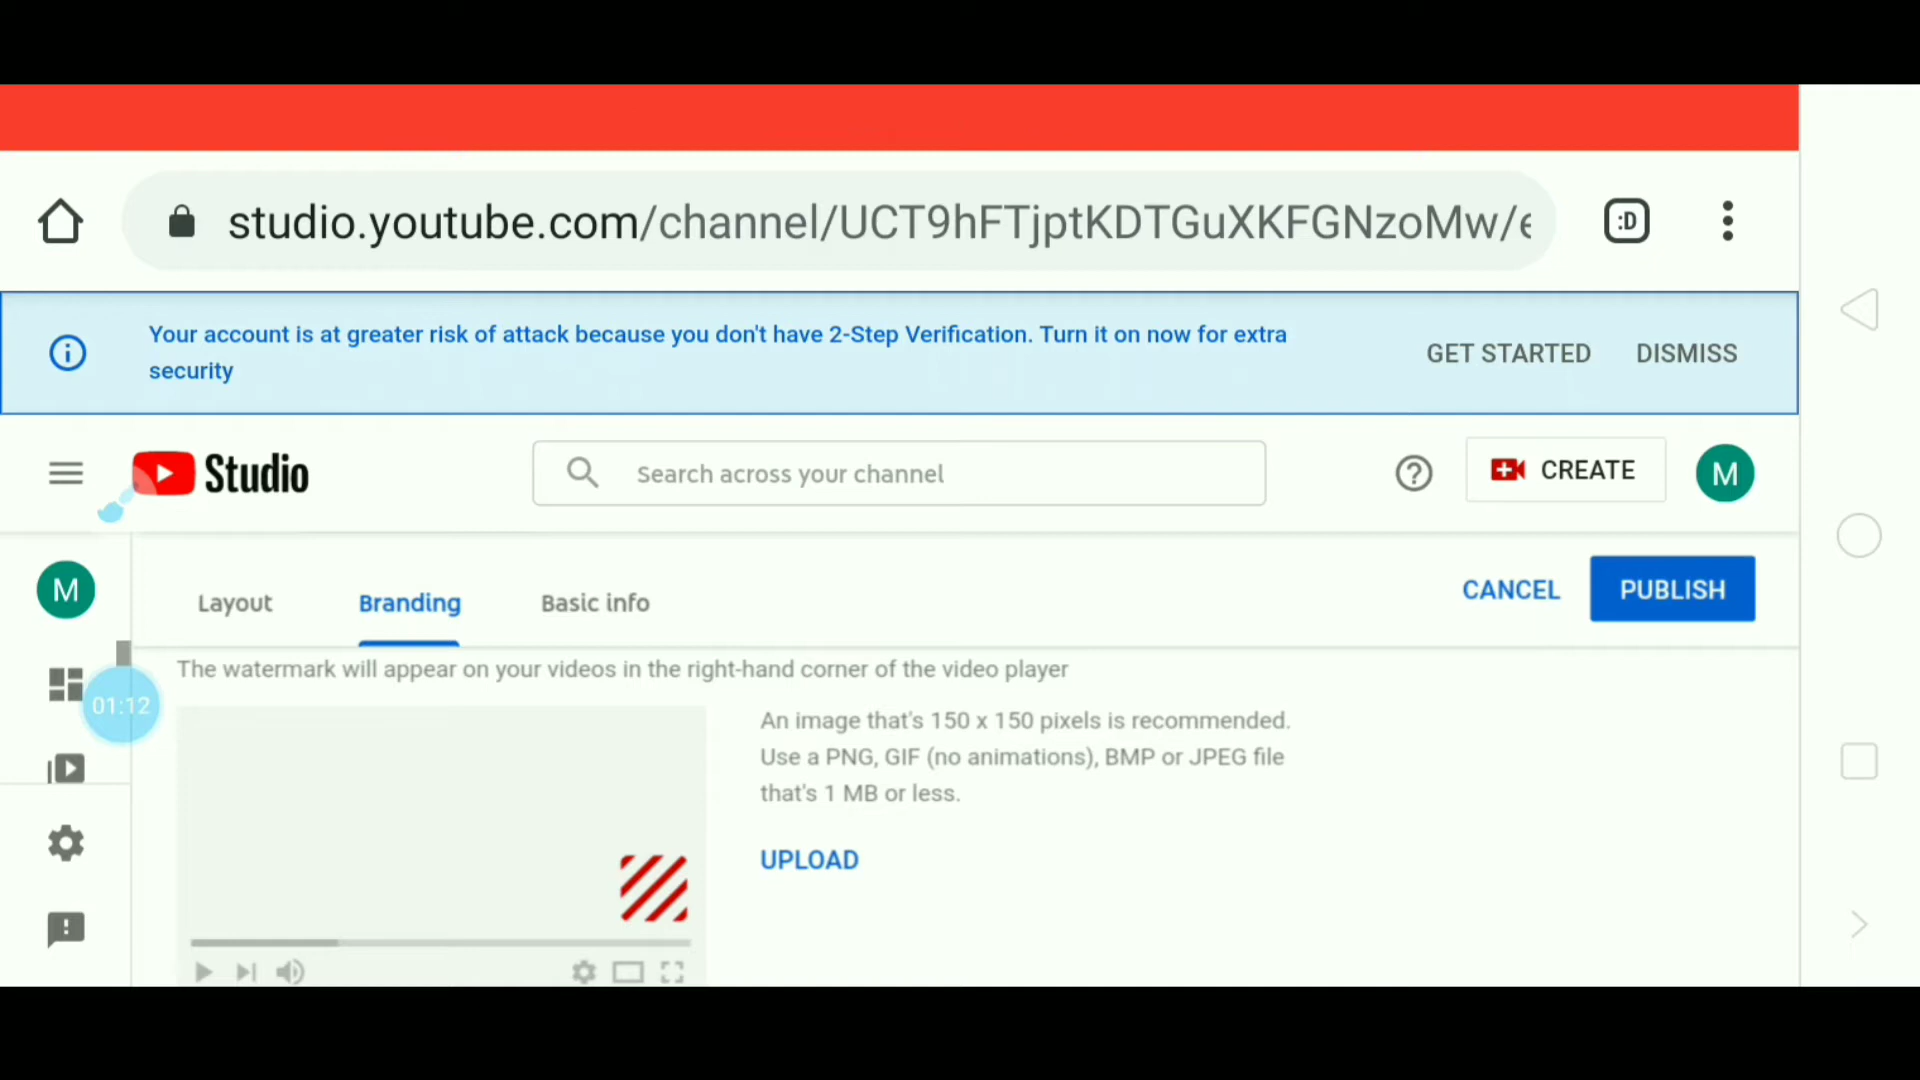 studio.youtube.com/channel/UCT9hFTjptKDTGuXKFGNzoMw/e
:D
Your account is at greater risk of attack because you don't have 2-Step Verification. Turn it on now for extra
security
GET STARTED
DISMISS
Studio
Search across your channel
CREATE
M
M
Layout
Branding
Basic info
CANCEL
PUBLISH
The watermark will appear on your videos in the right-hand corner of the video player
01:12
An image that's 150 x 150 pixels is recommended.
Use a PNG, GIF (no animations), BMP or JPEG file
that's 1 MB or less.
UPLOAD